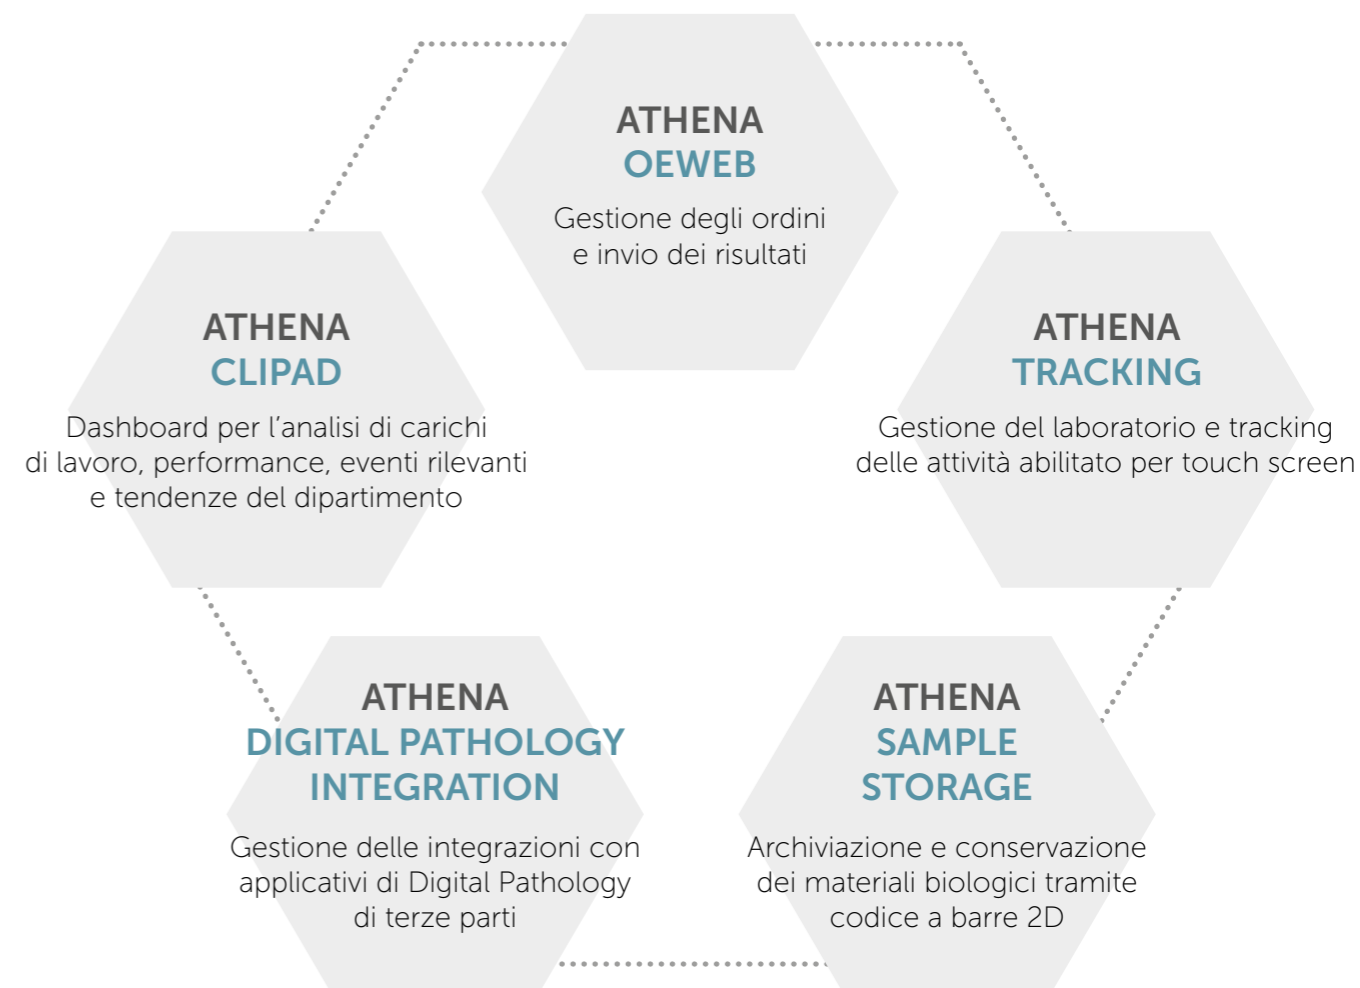 ATHENA
OEWEB
Gestione degli ordini
e invio dei risultati
ATHENA
CLIPAD
Dashboard per l’analisi di carichi
di lavoro, performance, eventi rilevanti
e tendenze del dipartimento
ATHENA
TRACKING
Gestione del laboratorio e tracking
delle attività abilitato per touch screen
ATHENA
DIGITAL PATHOLOGY
INTEGRATION
Gestione delle integrazioni con
applicativi di Digital Pathology
di terze parti
ATHENA
SAMPLE
STORAGE
Archiviazione e conservazione
dei materiali biologici tramite
codice a barre 2D